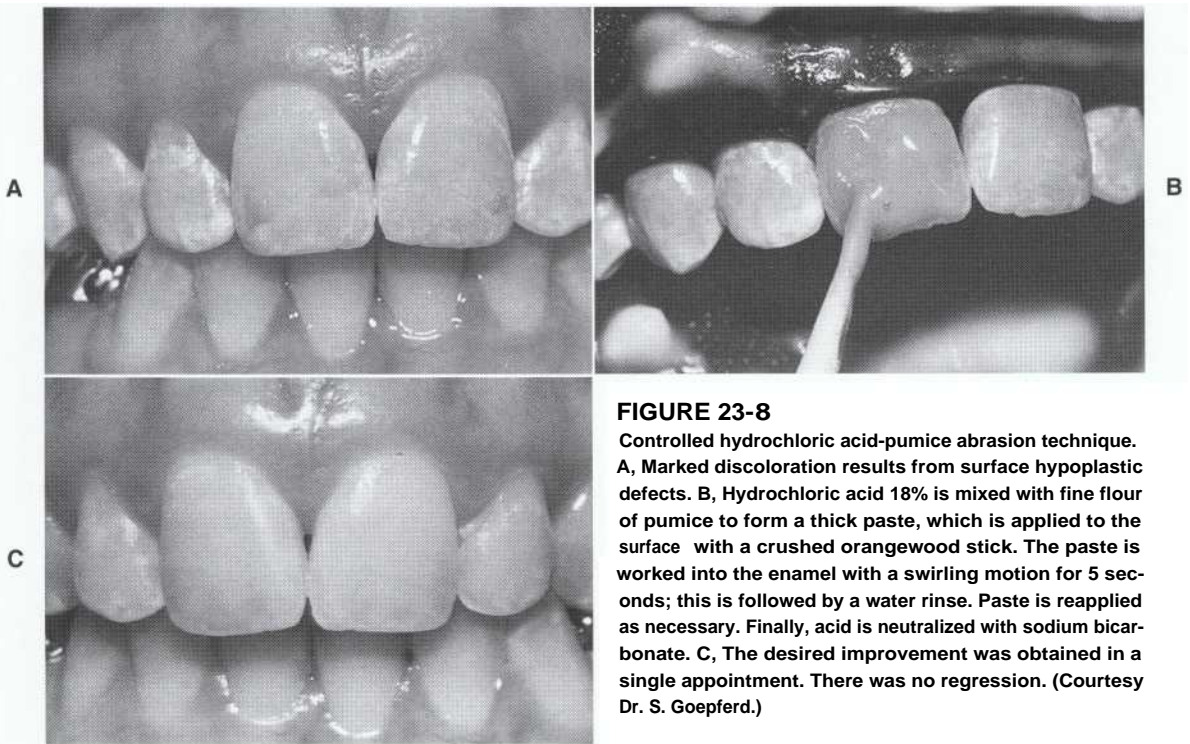 A
B
C
FIGURE 23-8
Controlled hydrochloric acid-pumice abrasion technique.
A, Marked discoloration results from surface hypoplastic
defects. B, Hydrochloric acid 18% is mixed with fine flour
of pumice to form a thick paste, which is applied to the
surface with a crushed orangewood stick. The paste is
worked into the enamel with a swirling motion for 5 sec-
onds; this is followed by a water rinse. Paste is reapplied
as necessary. Finally, acid is neutralized with sodium bicar-
bonate. C, The desired improvement was obtained in a
single appointment. There was no regression. (Courtesy
Dr. S. Goepferd.)